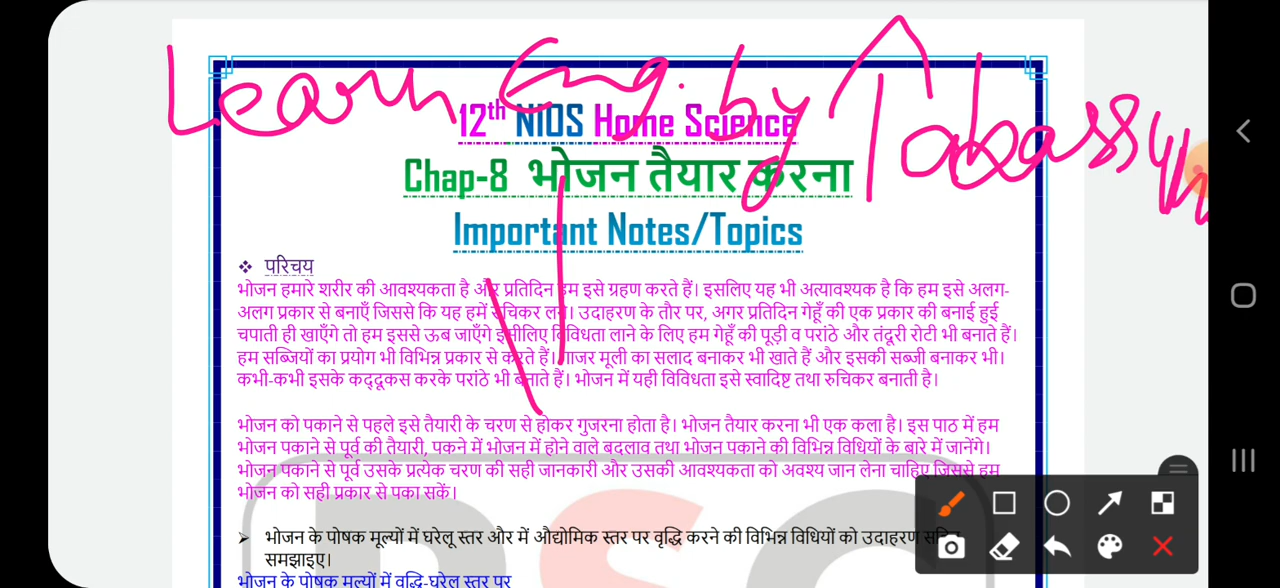 Learn Eng. by Tabassum
12th NIOS Home Science
Chap-8 भोजन तैयार करना
Important Notes/Topics
❖ परिचय
भोजन हमारे शरीर की आवश्यकता है और प्रतिदिन हम इसे ग्रहण करते हैं। इसलिए यह भी अत्यावश्यक है कि हम इसे अलग-
अलग प्रकार से बनाएँ जिससे कि यह हमें रुचिकर लगे। उदाहरण के तौर पर, अगर प्रतिदिन गेहूँ की एक प्रकार की बनाई हुई
चपाती ही खाएँगे तो हम इससे ऊब जाएँगे इसीलिए विविधता लाने के लिए हम गेहूँ की पूड़ी व परांठे और तंदूरी रोटी भी बनाते हैं।
हम सब्जियों का प्रयोग भी विभिन्न प्रकार से करते हैं। गाजर मूली का सलाद बनाकर भी खाते हैं और इसकी सब्जी बनाकर भी।
कभी-कभी इसके कद्दूकस करके परांठे भी बनाते हैं। भोजन में यही विविधता इसे स्वादिष्ट तथा रुचिकर बनाती है।
भोजन को पकाने से पहले इसे तैयारी के चरण से होकर गुजरना होता है। भोजन तैयार करना भी एक कला है। इस पाठ में हम
भोजन पकाने से पूर्व की तैयारी, पकने में भोजन में होने वाले बदलाव तथा भोजन पकाने की विभिन्न विधियों के बारे में जानेंगे।
भोजन पकाने से पूर्व उसके प्रत्येक चरण की सही जानकारी और उसकी आवश्यकता को अवश्य जान लेना चाहिए जिससे हम
भोजन को सही प्रकार से पका सकें।
➢ भोजन के पोषक मूल्यों में घरेलू स्तर और में औद्योमिक स्तर पर वृद्धि करने की विभिन्न विधियों को उदाहरण सहित
समझाइए।
भोजन के पोषक मूल्यों में वृद्धि-घरेलू स्तर पर